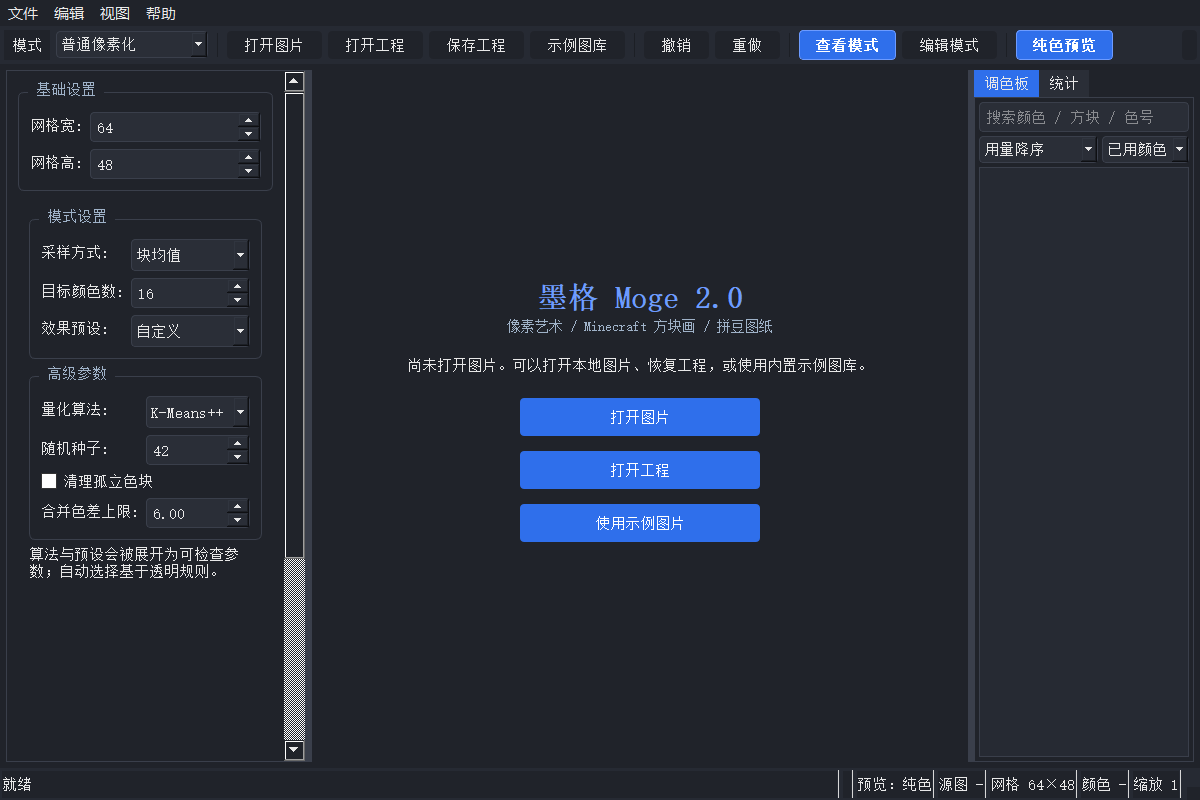 文件 编辑 视图 帮助
模式 普通像素化 打开图片 打开工程 保存工程 示例图库 撤销 重做 查看模式 编辑模式 纯色预览
基础设置
网格宽: 64
网格高: 48
模式设置
采样方式: 块均值
目标颜色数: 16
效果预设: 自定义
高级参数
量化算法: K-Means++
随机种子: 42
清理孤立色块
合并色差上限: 6.00
算法与预设会被展开为可检查参
数；自动选择基于透明规则。
墨格 Moge 2.0
像素艺术 / Minecraft 方块画 / 拼豆图纸
尚未打开图片。可以打开本地图片、恢复工程，或使用内置示例图库。
打开图片
打开工程
使用示例图片
调色板 统计
搜索颜色 / 方块 / 色号
用量降序 已用颜色
就绪 预览：纯色 源图 - 网格 64×48 颜色 - 缩放 1